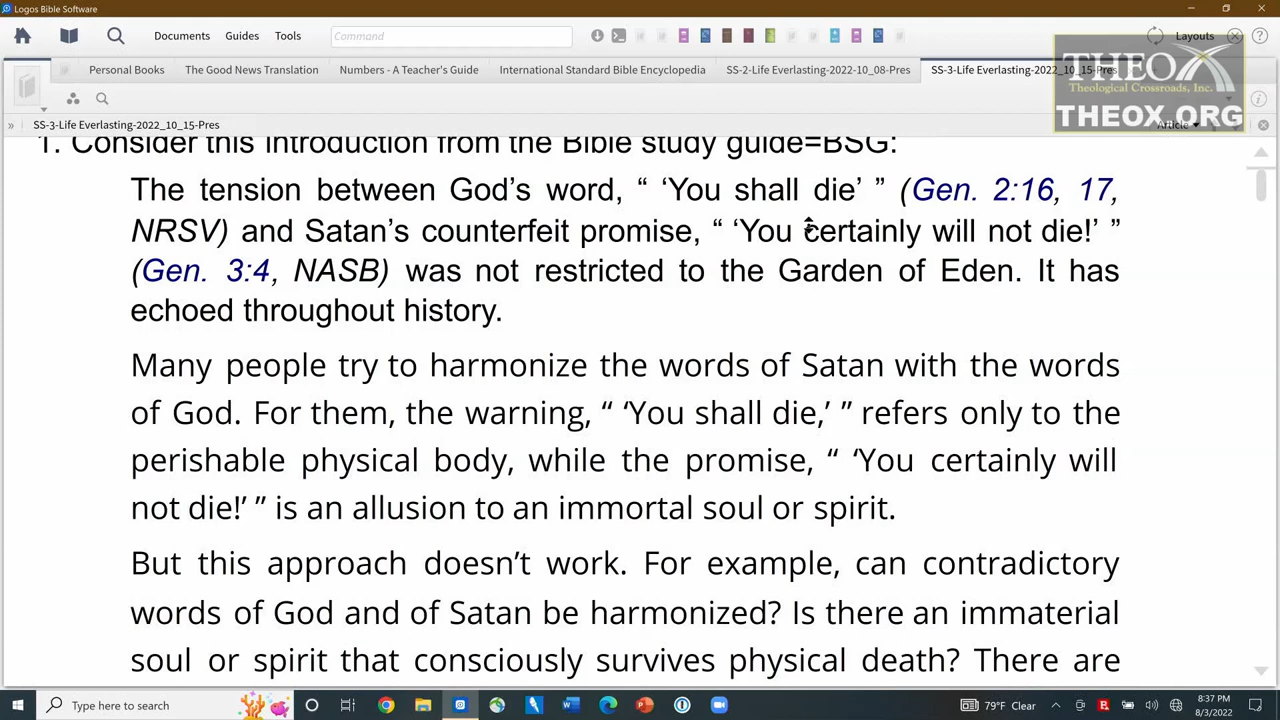 Logos Bible Software
Documents Guides Tools Command Layouts
THEOX
Theological Crossroads, Inc.
THEOX.ORG
Personal Books The Good News Translation International Standard Bible Encyclopedia SS-2-Life Everlasting-2022-10_08-Pres SS-3-Life Everlasting-2022_10_15-Pres
SS-3-Life Everlasting-2022_10_15-Pres Article
1. Consider this introduction from the Bible study guide=BSG:
The tension between God’s word, “ ‘You shall die’ ” (Gen. 2:16, 17,
NRSV) and Satan’s counterfeit promise, “ ‘You certainly will not die!’ ”
(Gen. 3:4, NASB) was not restricted to the Garden of Eden. It has
echoed throughout history.
Many people try to harmonize the words of Satan with the words
of God. For them, the warning, “ ‘You shall die,’ ” refers only to the
perishable physical body, while the promise, “ ‘You certainly will
not die!’ ” is an allusion to an immortal soul or spirit.
But this approach doesn’t work. For example, can contradictory
words of God and of Satan be harmonized? Is there an immaterial
soul or spirit that consciously survives physical death? There are
Type here to search
79°F Clear
8:37 PM
8/3/2022